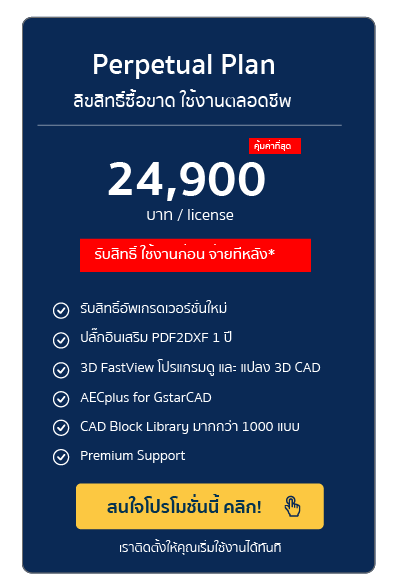 Perpetual Plan
ลิขสิทธิ์ซื้อขาด ใช้งานตลอดชีพ
คุ้มค่าที่สุด
24,900
บาท / license
รับสิทธิ์ ใช้งานก่อน จ่ายทีหลัง*
รับสิทธิ์อัพเกรดเวอร์ชั่นใหม่
ปลั๊กอินเสริม PDF2DXF 1 ปี
3D FastView โปรแกรมดู และ แปลง 3D CAD
AECplus for GstarCAD
CAD Block Library มากกว่า 1000 แบบ
Premium Support
สนใจโปรโมชั่นนี้ คลิก!
เราติดตั้งให้คุณเริ่มใช้งานได้ทันที